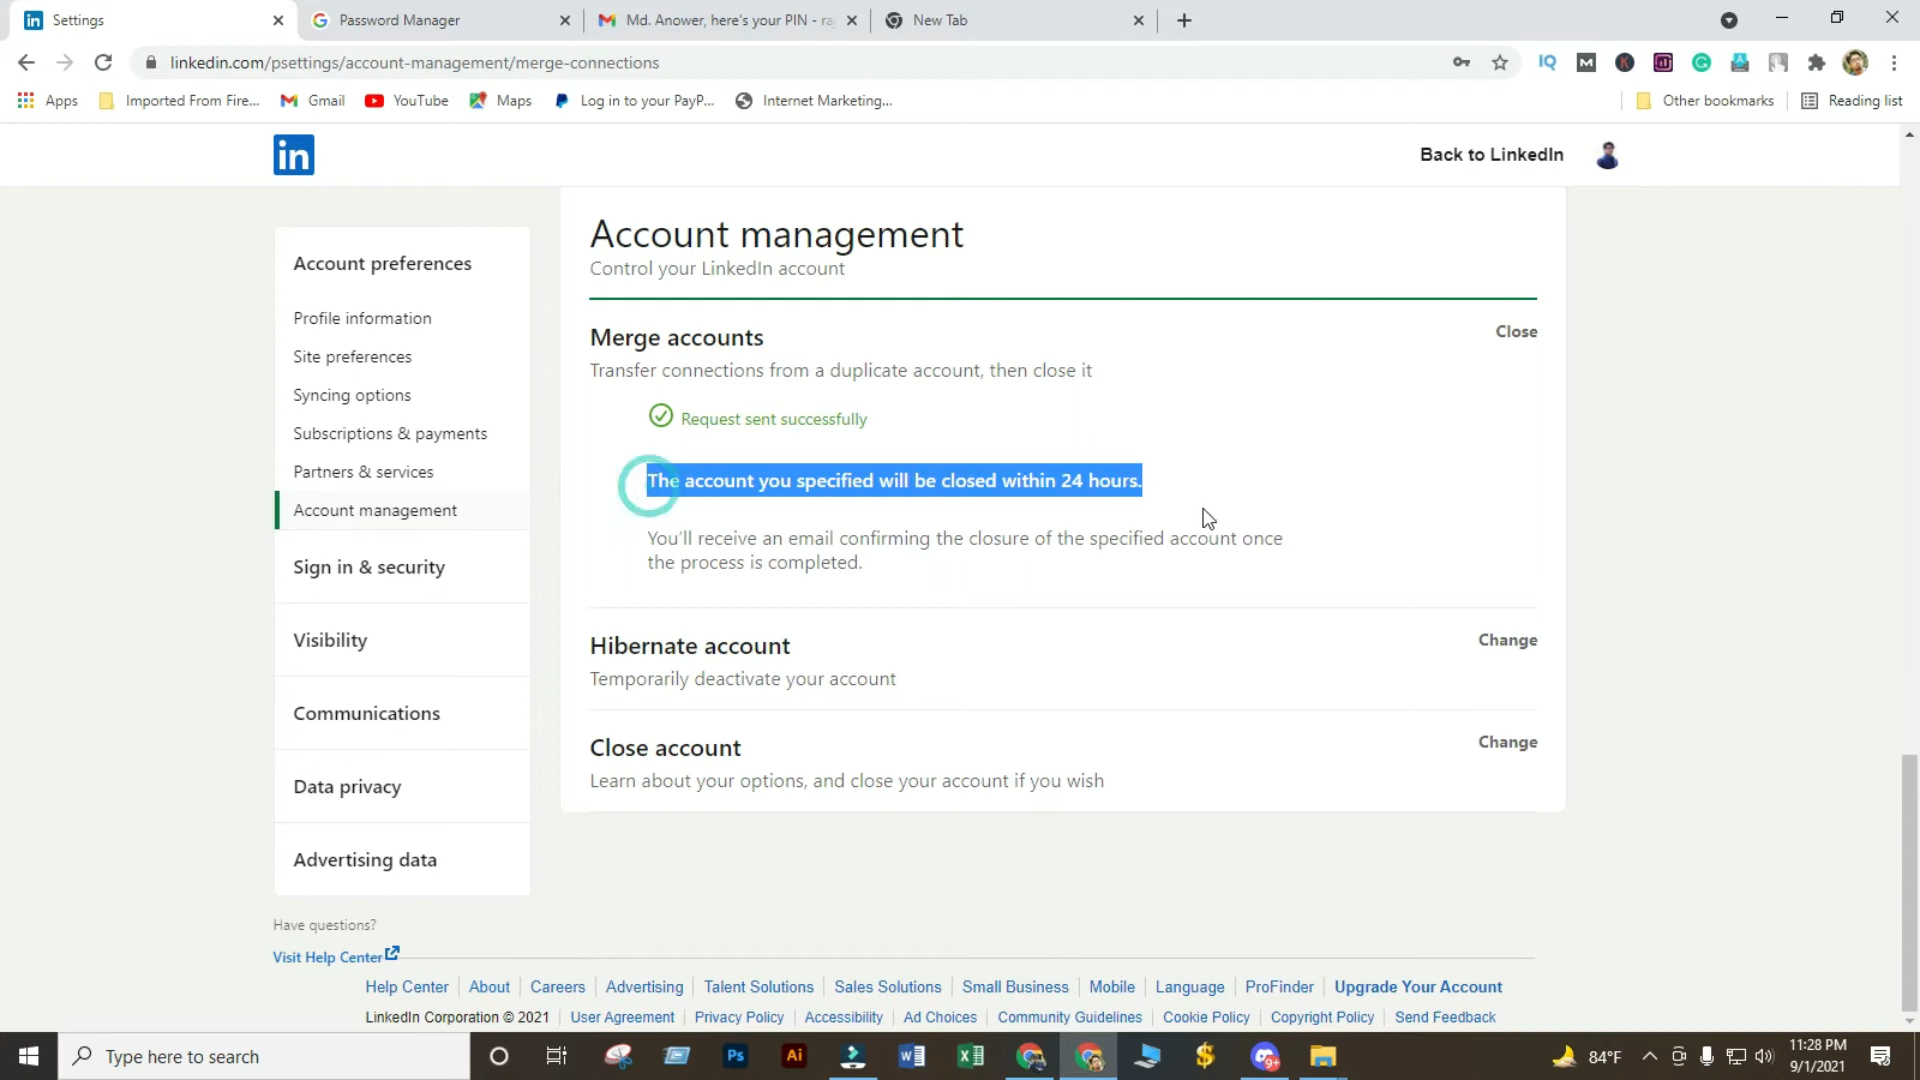 Settings
Password Manager
Md. Anower, here's your PIN - ra
New Tab
linkedin.com/psettings/account-management/merge-connections
IQ
Apps
Imported From Fire...
Gmail
YouTube
Maps
Log in to your PayP...
Internet Marketing...
Other bookmarks
Reading list
in
Back to LinkedIn
Account preferences
Profile information
Site preferences
Syncing options
Subscriptions & payments
Partners & services
Account management
Sign in & security
Visibility
Communications
Data privacy
Advertising data
Account management
Control your LinkedIn account
Merge accounts
Close
Transfer connections from a duplicate account, then close it
Request sent successfully
The account you specified will be closed within 24 hours.
You'll receive an email confirming the closure of the specified account once
the process is completed.
Hibernate account
Change
Temporarily deactivate your account
Close account
Change
Learn about your options, and close your account if you wish
Have questions?
Visit Help Center
Help Center About Careers Advertising Talent Solutions Sales Solutions Small Business Mobile Language ProFinder Upgrade Your Account
LinkedIn Corporation © 2021 User Agreement Privacy Policy Accessibility Ad Choices Community Guidelines Cookie Policy Copyright Policy Send Feedback
Type here to search
Ps
Ai
84°F
11:28 PM
9/1/2021